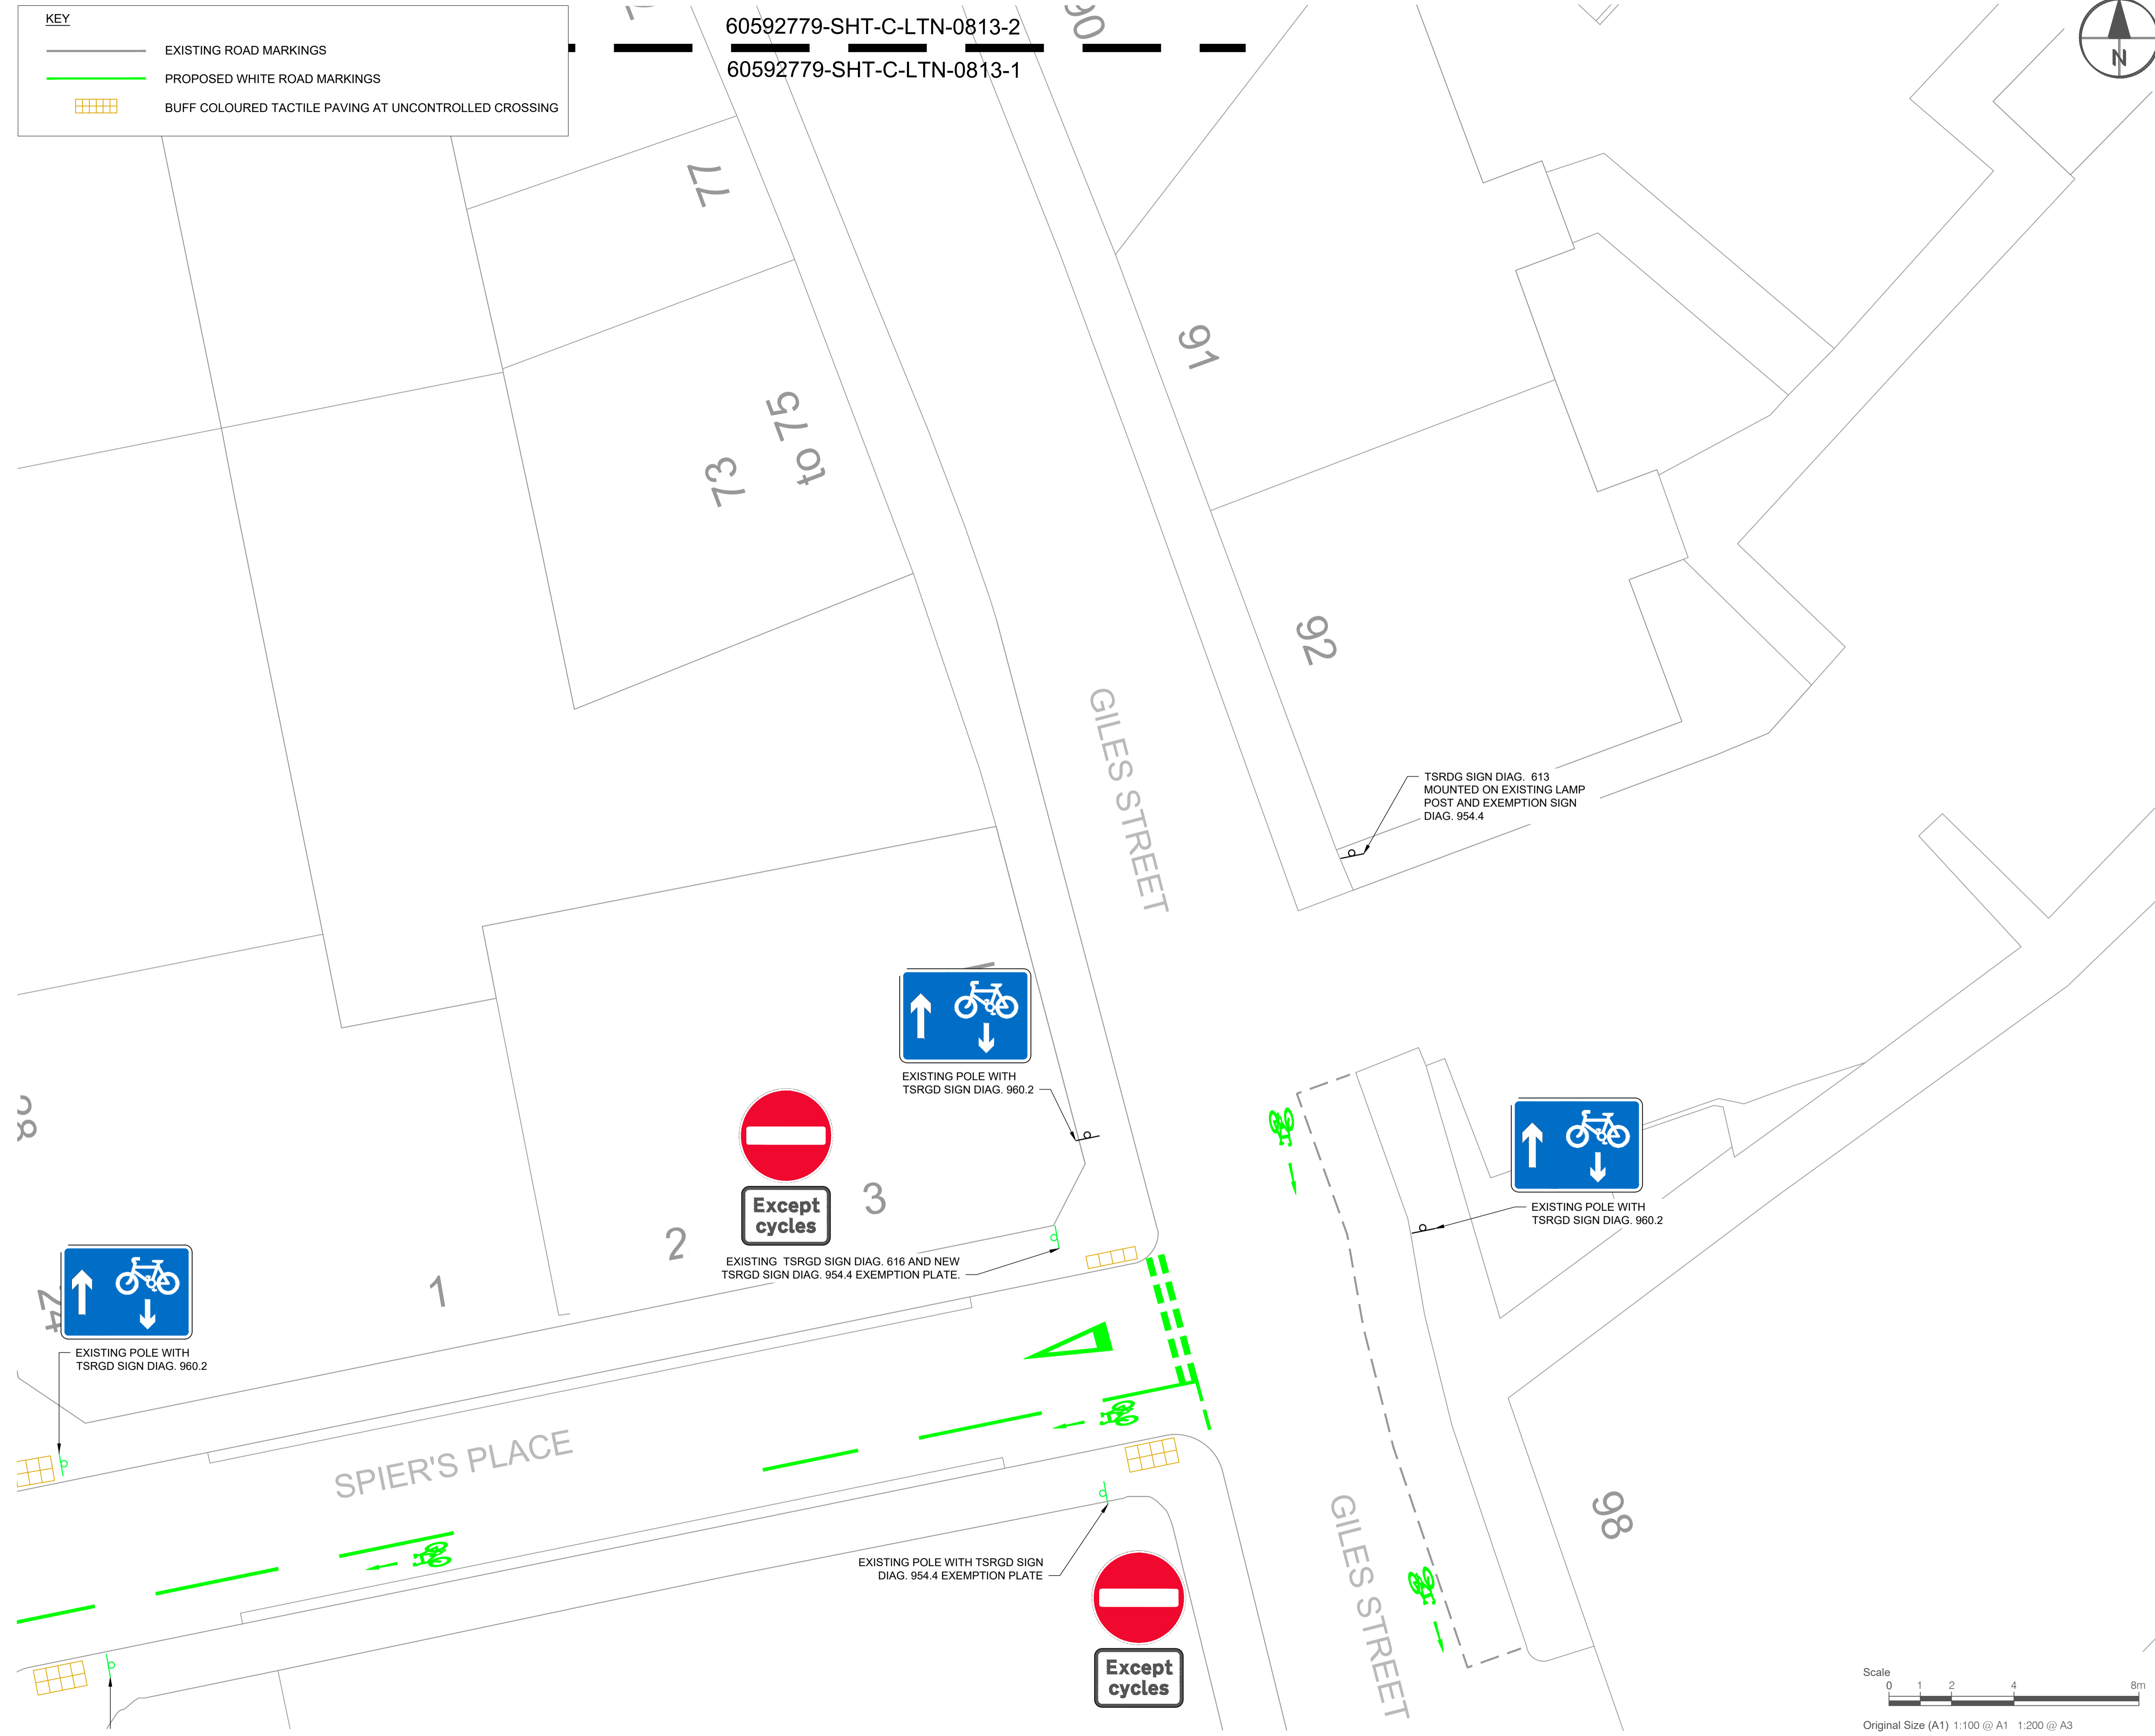 KEY
EXISTING ROAD MARKINGS
PROPOSED WHITE ROAD MARKINGS
BUFF COLOURED TACTILE PAVING AT UNCONTROLLED CROSSING
60592779-SHT-C-LTN-0813-2
60592779-SHT-C-LTN-0813-1
90
N
77
91
73
to 75
92
GILES STREET
TSRDG SIGN DIAG. 613
MOUNTED ON EXISTING LAMP
POST AND EXEMPTION SIGN
DIAG. 954.4
EXISTING POLE WITH
TSRGD SIGN DIAG. 960.2
Except
cycles
3
2
1
EXISTING TSRGD SIGN DIAG. 616 AND NEW
TSRGD SIGN DIAG. 954.4 EXEMPTION PLATE.
EXISTING POLE WITH
TSRGD SIGN DIAG. 960.2
EXISTING POLE WITH
TSRGD SIGN DIAG. 960.2
SPIER'S PLACE
GILES STREET
98
EXISTING POLE WITH TSRGD SIGN
DIAG. 954.4 EXEMPTION PLATE
Except
cycles
Scale
0 1 2 4 8m
Original Size (A1) 1:100 @ A1 1:200 @ A3